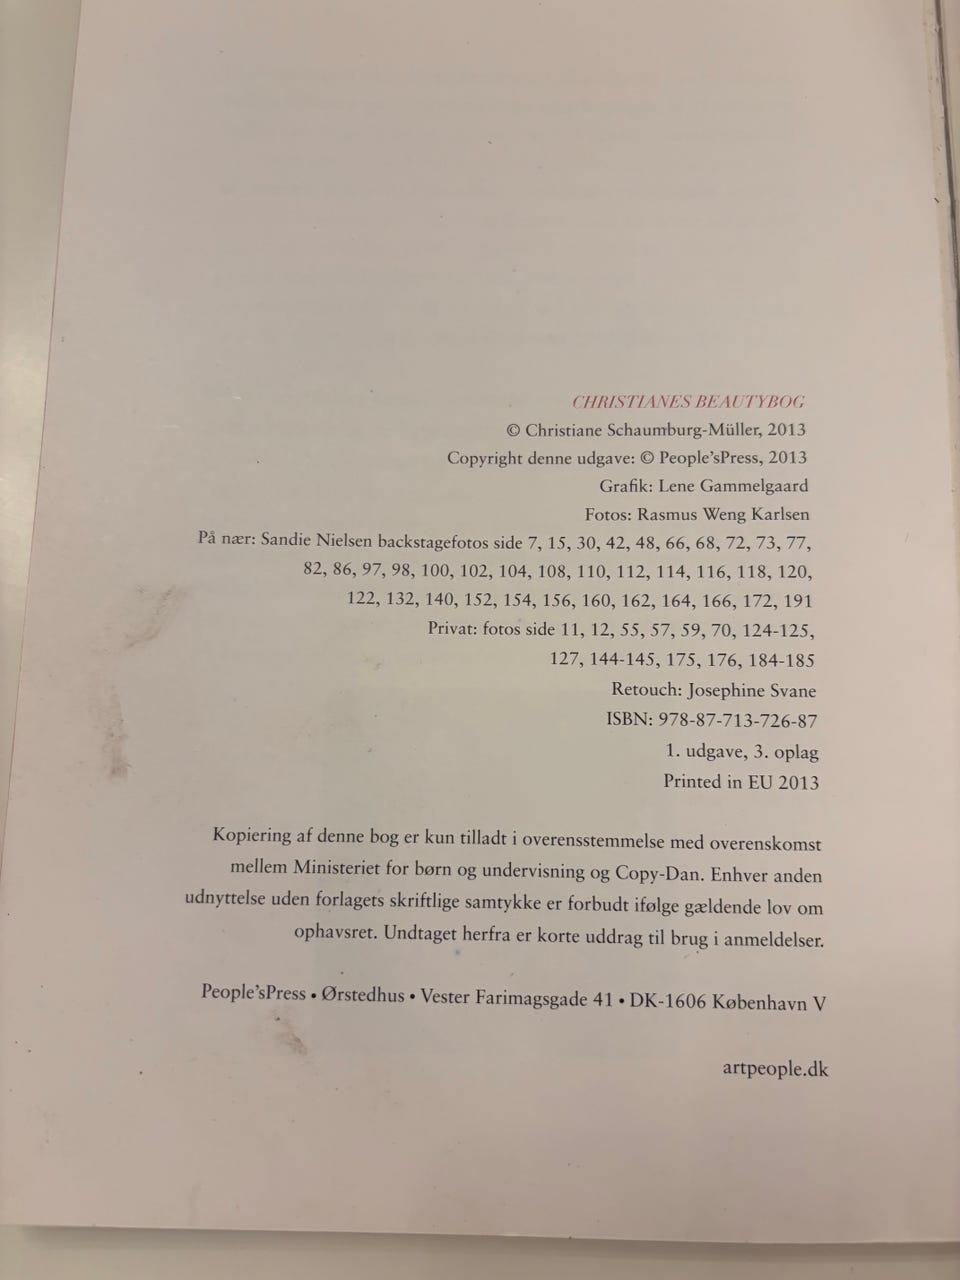 CHRISTIANES BEAUTYBOG
© Christiane Schaumburg-Müller, 2013
Copyright denne udgave: © People'sPress, 2013
Grafik: Lene Gammelgaard
Fotos: Rasmus Weng Karlsen
På nær: Sandie Nielsen backstagefotos side 7, 15, 30, 42, 48, 66, 68, 72, 73, 77,
82, 86, 97, 98, 100, 102, 104, 108, 110, 112, 114, 116, 118, 120,
122, 132, 140, 152, 154, 156, 160, 162, 164, 166, 172, 191
Privat: fotos side 11, 12, 55, 57, 59, 70, 124-125,
127, 144-145, 175, 176, 184-185
Retouch: Josephine Svane
ISBN: 978-87-713-726-87
1. udgave, 3. oplag
Printed in EU 2013
Kopiering af denne bog er kun tilladt i overensstemmelse med overenskomst
mellem Ministeriet for børn og undervisning og Copy-Dan. Enhver anden
udnyttelse uden forlagets skriftlige samtykke er forbudt ifølge gældende lov om
ophavsret. Undtaget herfra er korte uddrag til brug i anmeldelser.
People'sPress • Ørstedhus • Vester Farimagsgade 41 • DK-1606 København V
artpeople.dk